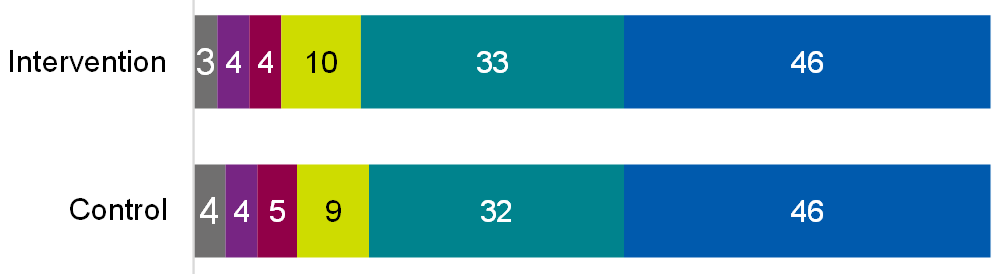 Intervention 3 4 4 10 33 46
Control 4 4 5 9 32 46